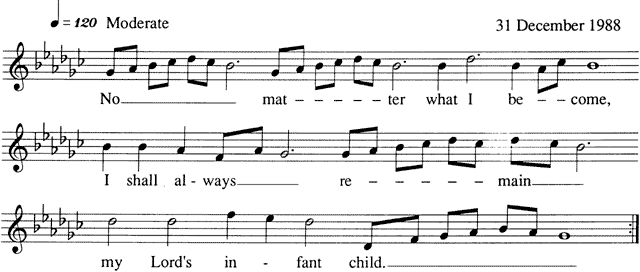 = 120 Moderate 31 December 1988
No mat - - - - - ter what I be - - come,
I shall al - ways re - - - - - main
my Lord's in - fant child.